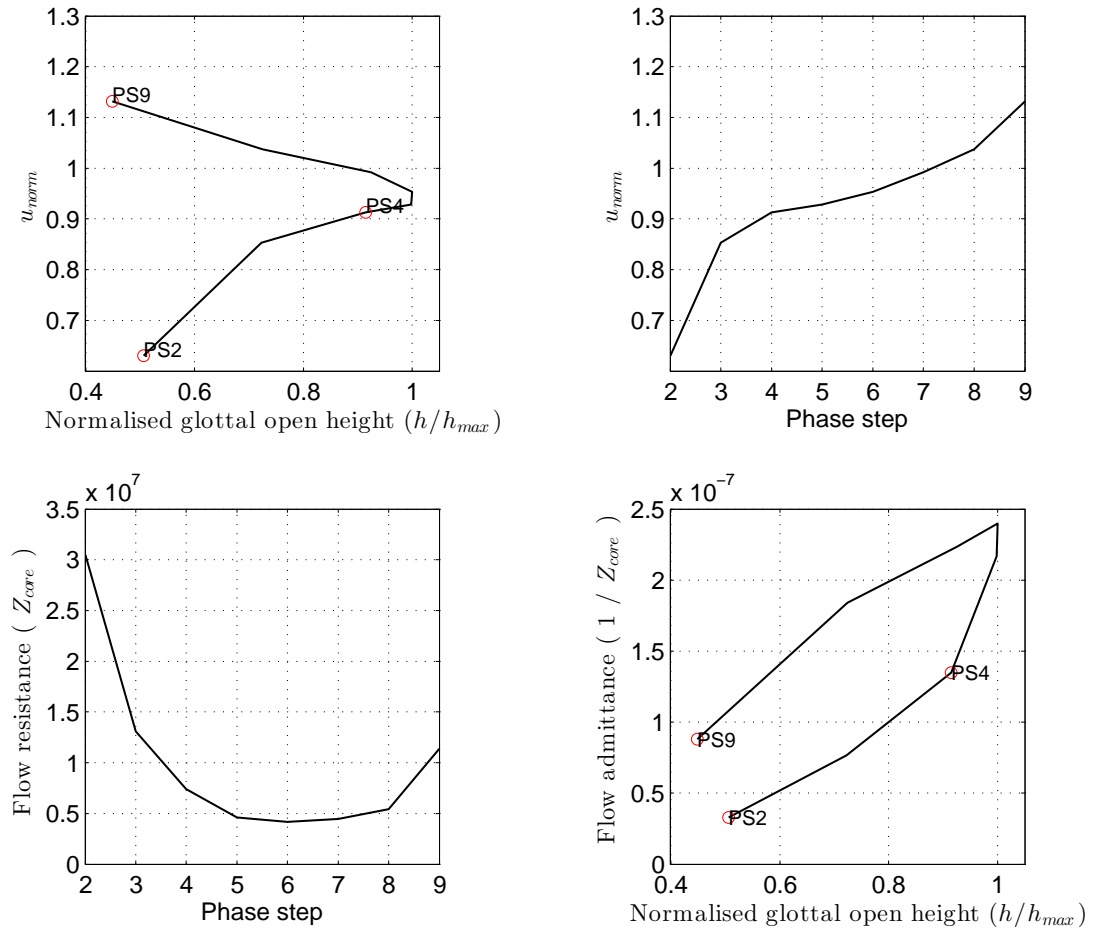 1.3
1.2
1.1
1
0.9
0.8
0.7
u_norm
PS9
PS4
PS2
0.4 0.6 0.8 1
Normalised glottal open height (h/h_max)
1.3
1.2
1.1
1
0.9
0.8
0.7
u_norm
2 3 4 5 6 7 8 9
Phase step
x 10^7
3.5
3
2.5
2
1.5
1
0.5
0
Flow resistance ( Z_core )
2 3 4 5 6 7 8 9
Phase step
x 10^−7
2.5
2
1.5
1
0.5
0
Flow admittance ( 1 / Z_core )
PS4
PS9
PS2
0.4 0.6 0.8 1
Normalised glottal open height (h/h_max)